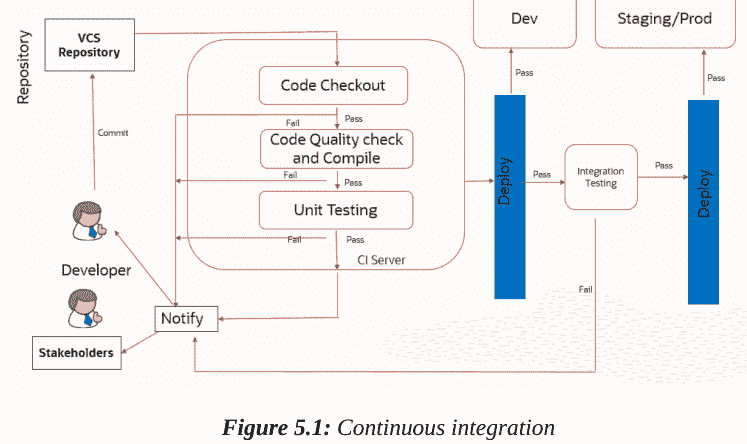 Repository
VCS
Repository
Dev
Staging/Prod
Pass
Pass
Code Checkout
Commit
Fail
Pass
Code Quality check
and Compile
Fail
Pass
Unit Testing
Fail
Pass
CI Server
Deploy
Pass
Integration
Testing
Pass
Deploy
Fail
Developer
Notify
Stakeholders
Figure 5.1: Continuous integration